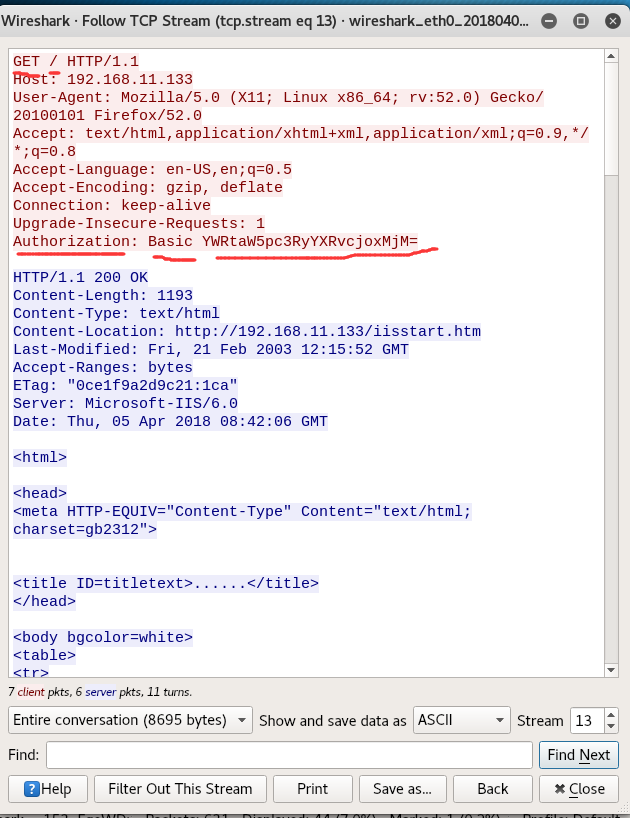 Wireshark · Follow TCP Stream (tcp.stream eq 13) · wireshark_eth0_2018040...
GET / HTTP/1.1
Host: 192.168.11.133
User-Agent: Mozilla/5.0 (X11; Linux x86_64; rv:52.0) Gecko/
20100101 Firefox/52.0
Accept: text/html,application/xhtml+xml,application/xml;q=0.9,*/
*;q=0.8
Accept-Language: en-US,en;q=0.5
Accept-Encoding: gzip, deflate
Connection: keep-alive
Upgrade-Insecure-Requests: 1
Authorization: Basic YWRtaW5pc3RyYXRvcjoxMjM=
HTTP/1.1 200 OK
Content-Length: 1193
Content-Type: text/html
Content-Location: http://192.168.11.133/iisstart.htm
Last-Modified: Fri, 21 Feb 2003 12:15:52 GMT
Accept-Ranges: bytes
ETag: "0ce1f9a2d9c21:1ca"
Server: Microsoft-IIS/6.0
Date: Thu, 05 Apr 2018 08:42:06 GMT
<html>
<head>
<meta HTTP-EQUIV="Content-Type" Content="text/html;
charset=gb2312">
<title ID=titletext>......</title>
</head>
<body bgcolor=white>
<table>
<tr>
7 client pkts, 6 server pkts, 11 turns.
Entire conversation (8695 bytes) Show and save data as ASCII Stream 13
Find: Find Next
?Help Filter Out This Stream Print Save as... Back Close